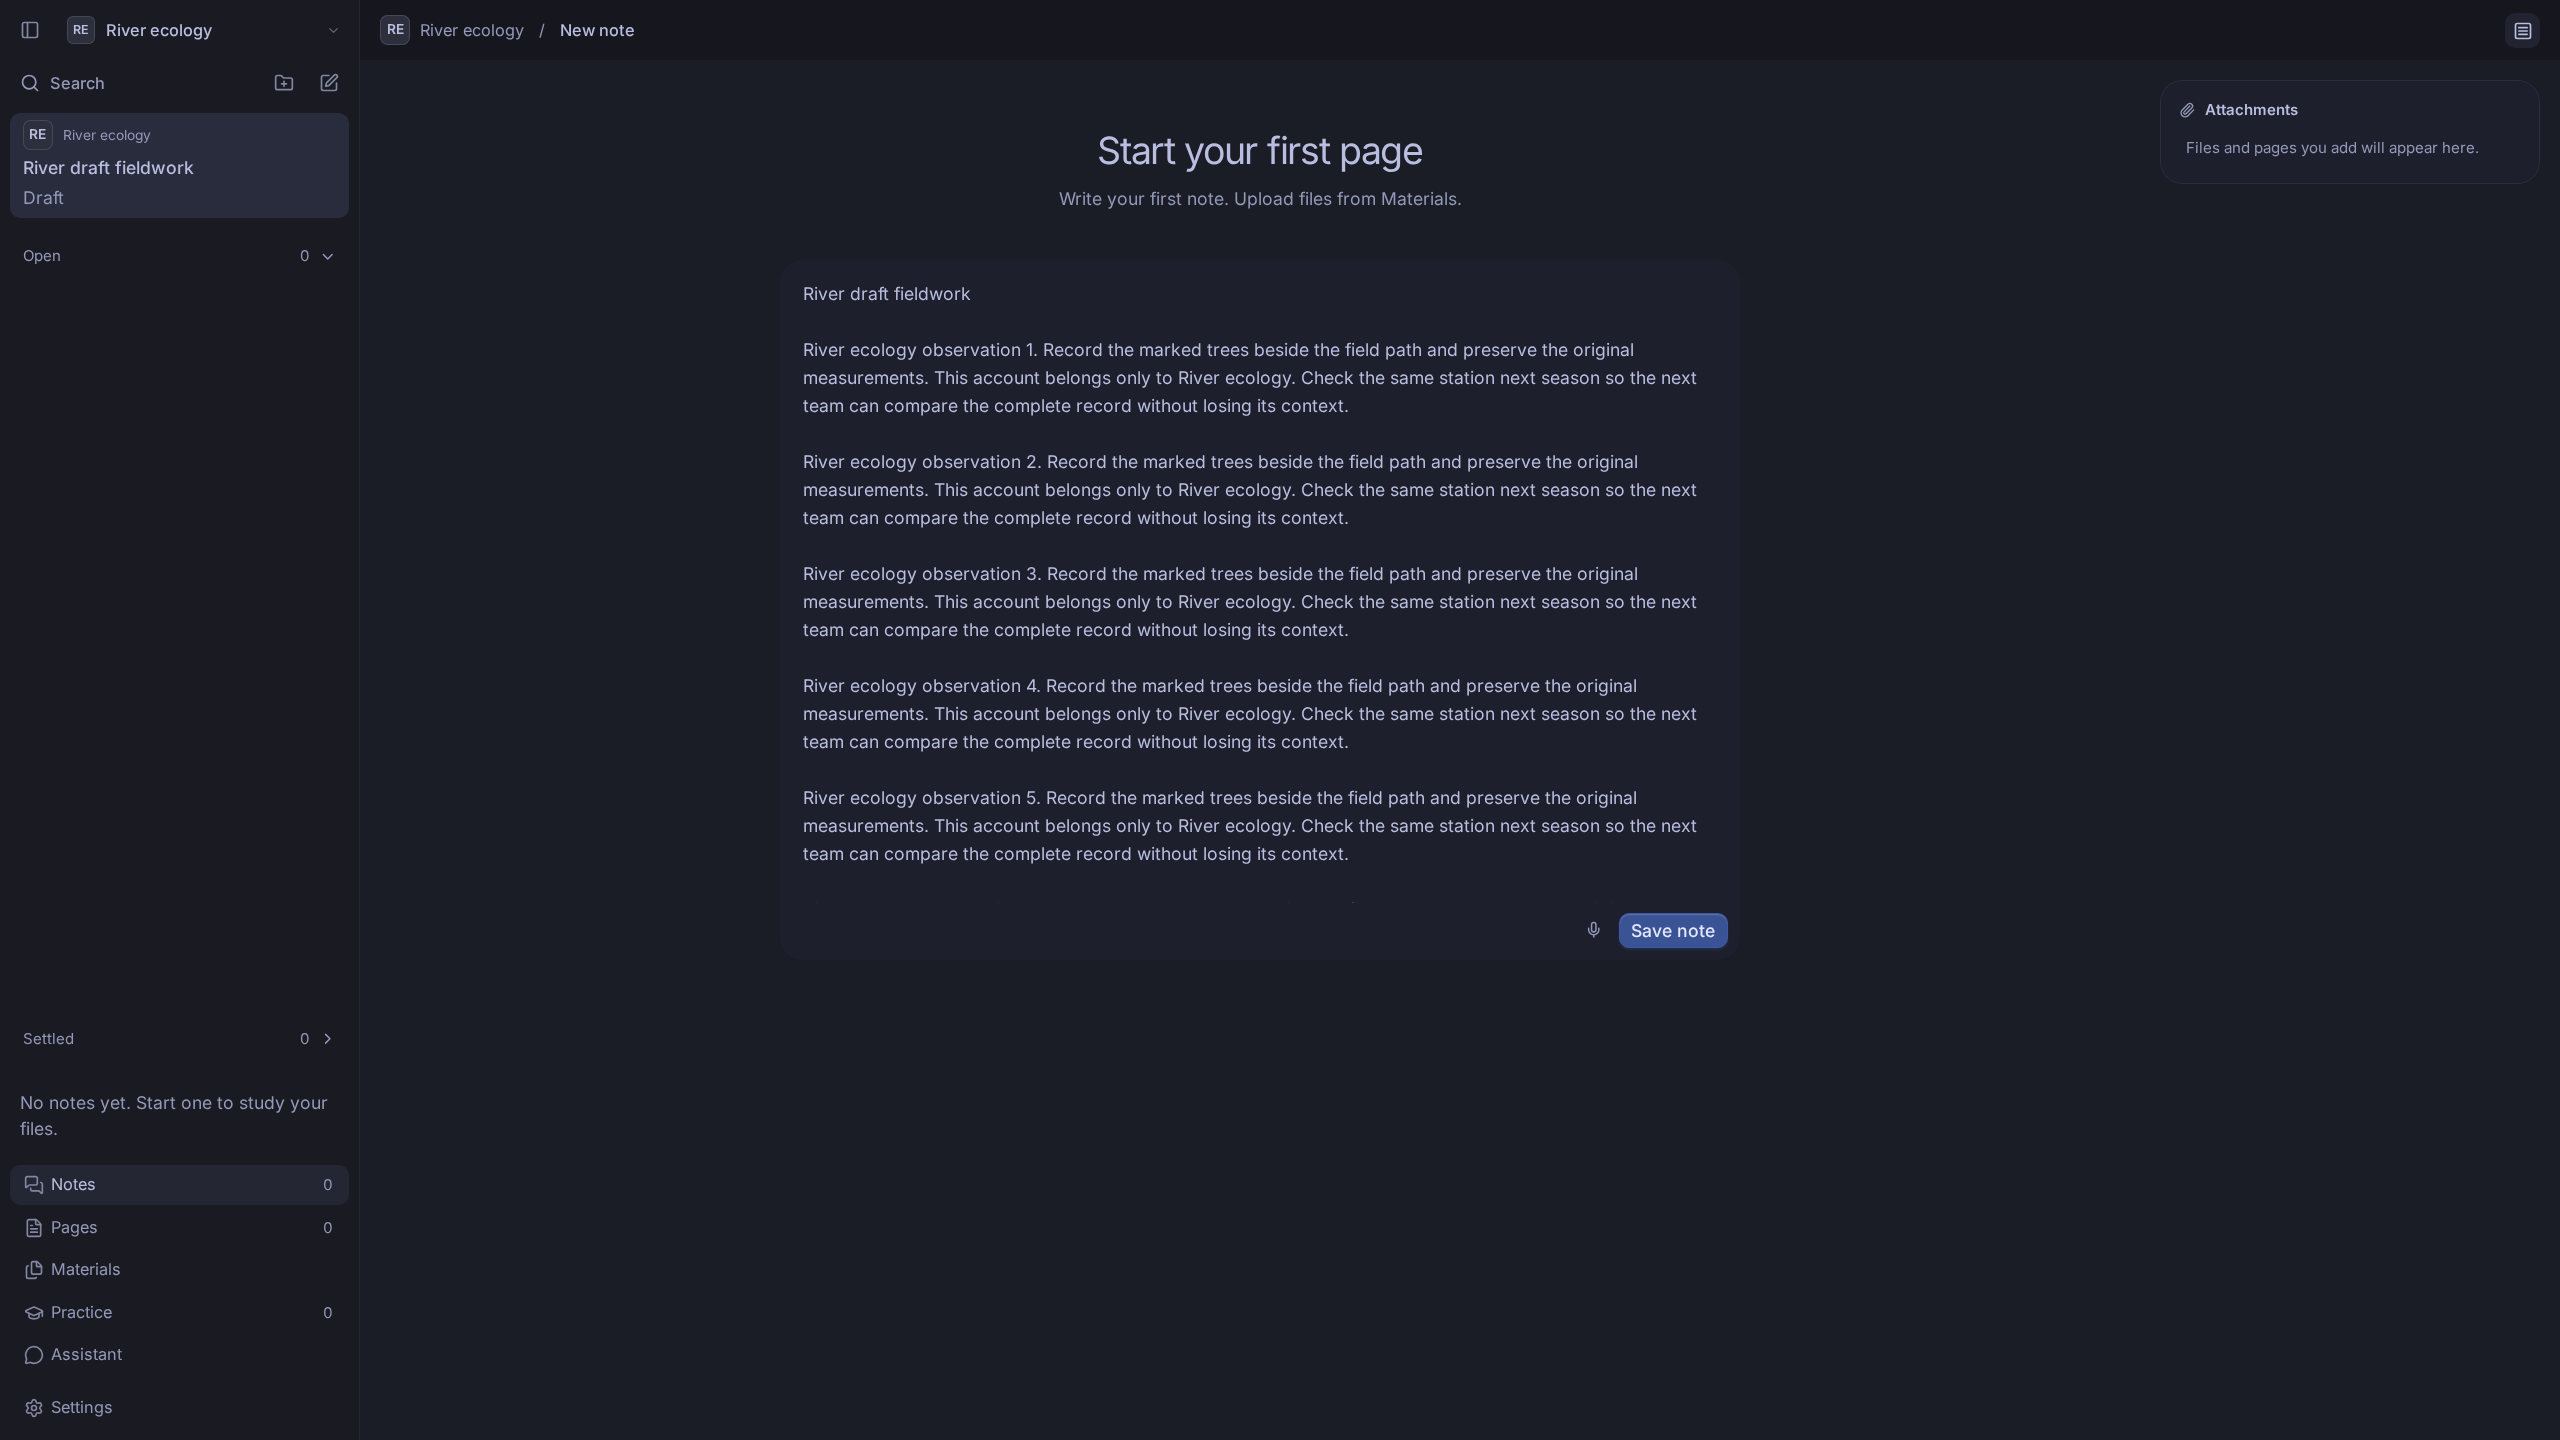 RE River ecology
Search
RE River ecology
River draft fieldwork
Draft
Open 0
Settled 0
No notes yet. Start one to study your
files.
Notes 0
Pages 0
Materials
Practice 0
Assistant
Settings
RE River ecology / New note
Start your first page
Write your first note. Upload files from Materials.
River draft fieldwork
River ecology observation 1. Record the marked trees beside the field path and preserve the original
measurements. This account belongs only to River ecology. Check the same station next season so the next
team can compare the complete record without losing its context.
River ecology observation 2. Record the marked trees beside the field path and preserve the original
measurements. This account belongs only to River ecology. Check the same station next season so the next
team can compare the complete record without losing its context.
River ecology observation 3. Record the marked trees beside the field path and preserve the original
measurements. This account belongs only to River ecology. Check the same station next season so the next
team can compare the complete record without losing its context.
River ecology observation 4. Record the marked trees beside the field path and preserve the original
measurements. This account belongs only to River ecology. Check the same station next season so the next
team can compare the complete record without losing its context.
River ecology observation 5. Record the marked trees beside the field path and preserve the original
measurements. This account belongs only to River ecology. Check the same station next season so the next
team can compare the complete record without losing its context.
Save note
Attachments
Files and pages you add will appear here.